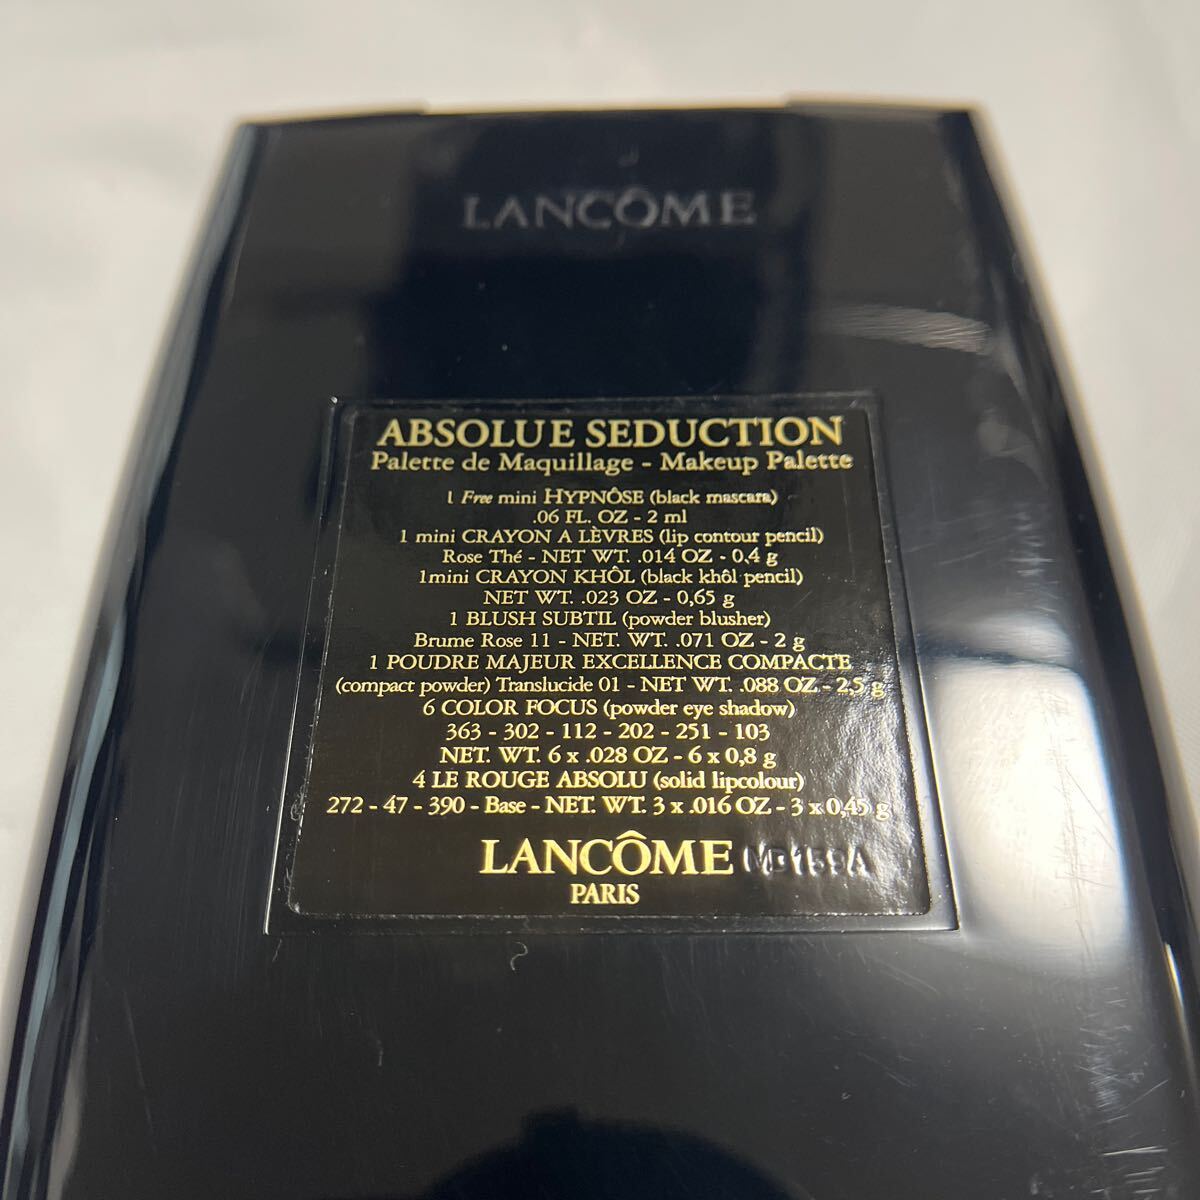 LANCÔME
ABSOLUE SEDUCTION
Palette de Maquillage - Makeup Palette
1 Free mini HYPNÔSE (black mascara)
.06 FL. OZ - 2 ml
1 mini CRAYON A LÈVRES (lip contour pencil)
Rose Thé - NET WT. .014 OZ - 0,4 g
1mini CRAYON KHÔL (black khôl pencil)
NET WT. .023 OZ - 0,65 g
1 BLUSH SUBTIL (powder blusher)
Brume Rose 11 - NET. WT. .071 OZ - 2 g
1 POUDRE MAJEUR EXCELLENCE COMPACTE
(compact powder) Translucide 01 - NET WT. .088 OZ - 2,5 g
6 COLOR FOCUS (powder eye shadow)
363 - 302 - 112 - 202 - 251 - 103
NET. WT. 6 x .028 OZ - 6 x 0,8 g
4 LE ROUGE ABSOLU (solid lipcolour)
272 - 47 - 390 - Base - NET. WT. 3 x .016 OZ - 3 x 0,45 g
LANCÔME
PARIS